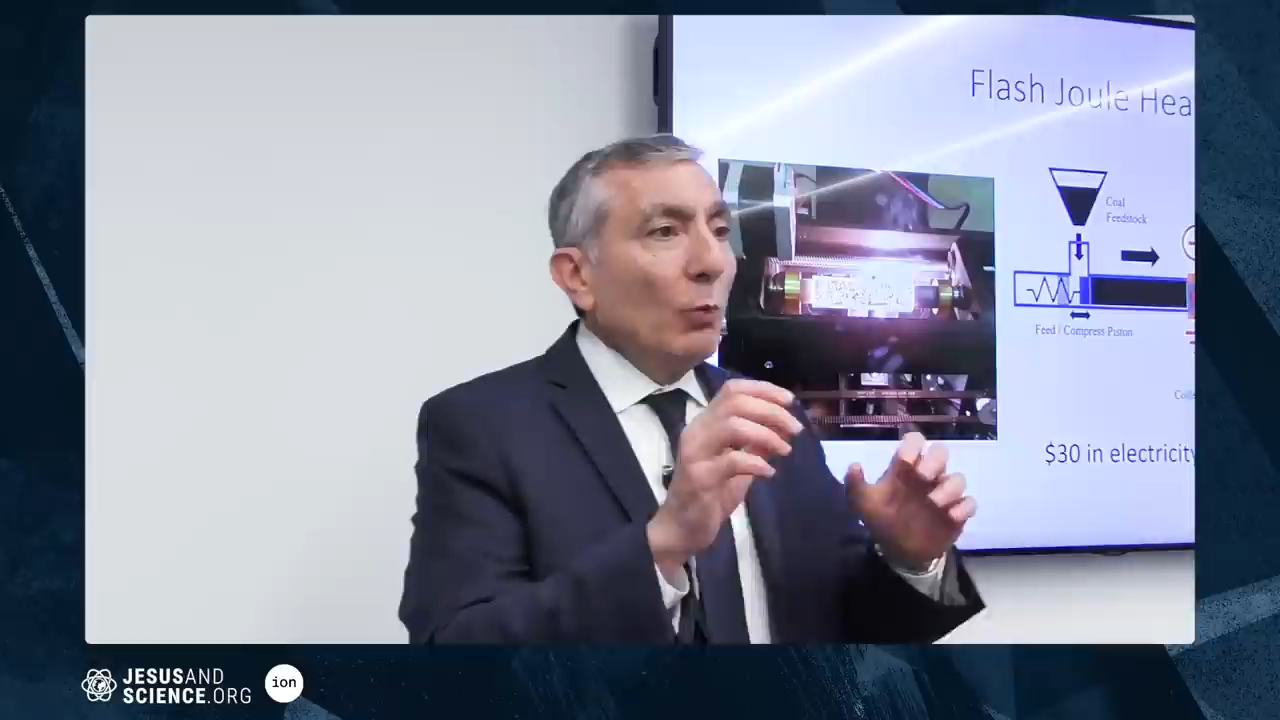 Flash Joule Hea
Coal
Feedstock
Feed / Compress Piston
$30 in electricity
JESUSAND
SCIENCE.ORG
ion